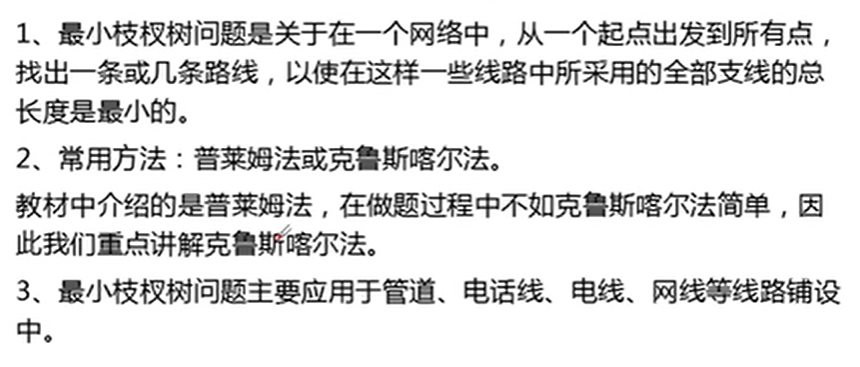 1、最小枝杈树问题是关于在一个网络中，从一个起点出发到所有点，
找出一条或几条路线，以使在这样一些线路中所采用的全部支线的总
长度是最小的。
2、常用方法：普莱姆法或克鲁斯喀尔法。
教材中介绍的是普莱姆法，在做题过程中不如克鲁斯喀尔法简单，因
此我们重点讲解克鲁斯喀尔法。
3、最小枝杈树问题主要应用于管道、电话线、电线、网线等线路铺设
中。